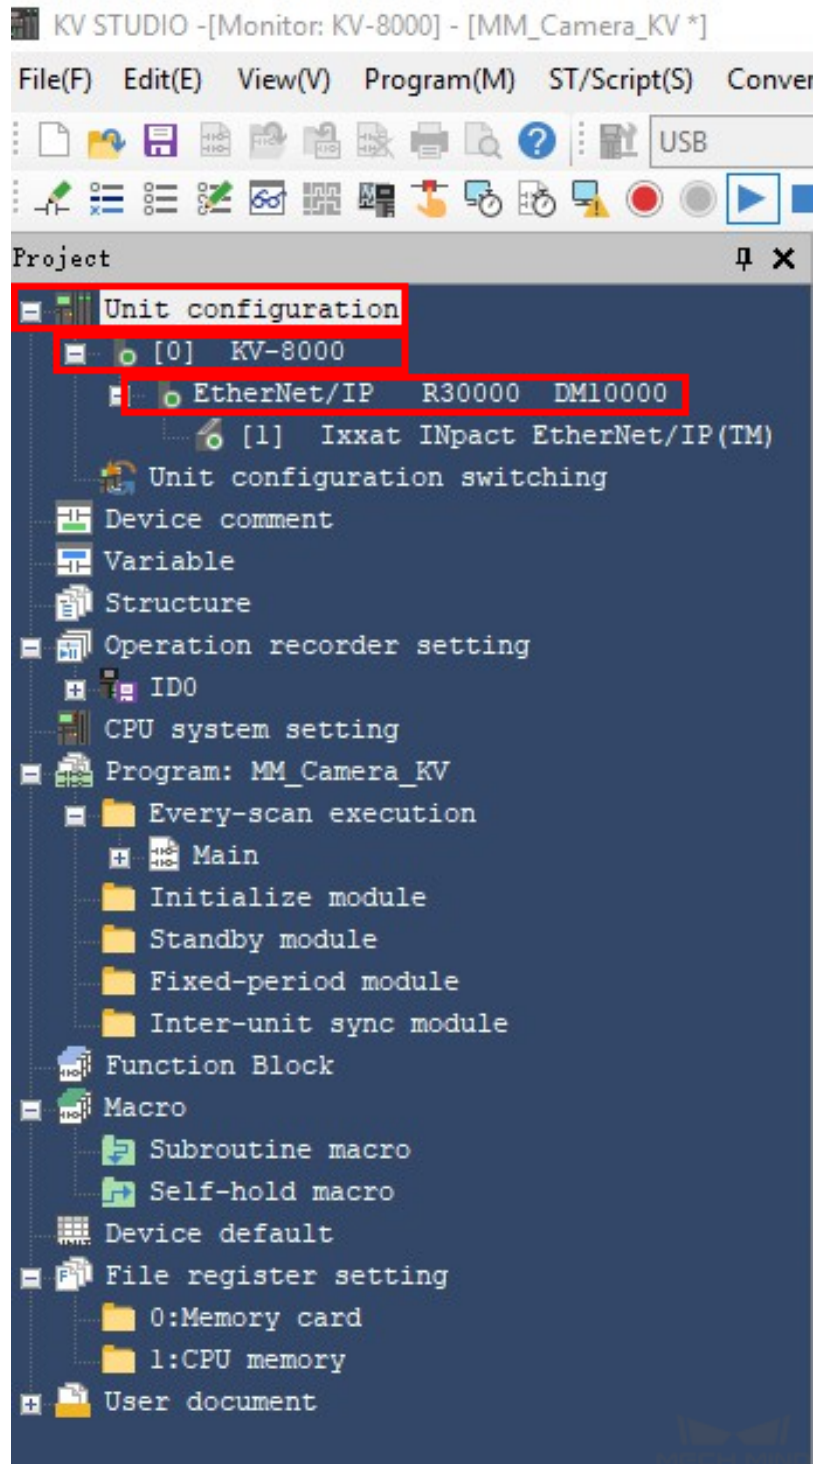 KV STUDIO -[Monitor: KV-8000] - [MM_Camera_KV *]
File(F) Edit(E) View(V) Program(M) ST/Script(S) Conver
USB
Project
Unit configuration
[0] KV-8000
EtherNet/IP R30000 DM10000
[1] Ixxat INpact EtherNet/IP(TM)
Unit configuration switching
Device comment
Variable
Structure
Operation recorder setting
ID0
CPU system setting
Program: MM_Camera_KV
Every-scan execution
Main
Initialize module
Standby module
Fixed-period module
Inter-unit sync module
Function Block
Macro
Subroutine macro
Self-hold macro
Device default
File register setting
0:Memory card
1:CPU memory
User document